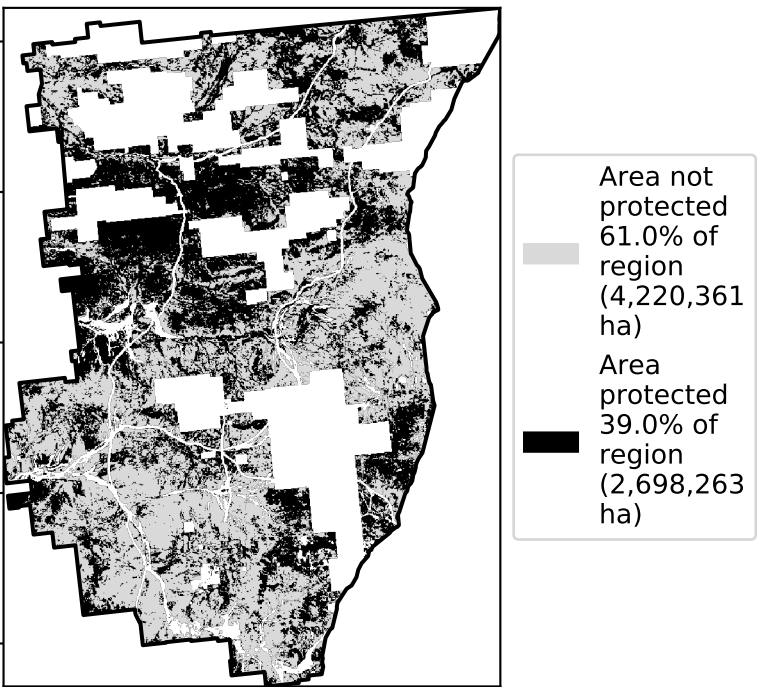 Area not
protected
61.0% of
region
(4,220,361
ha)
Area
protected
39.0% of
region
(2,698,263
ha)